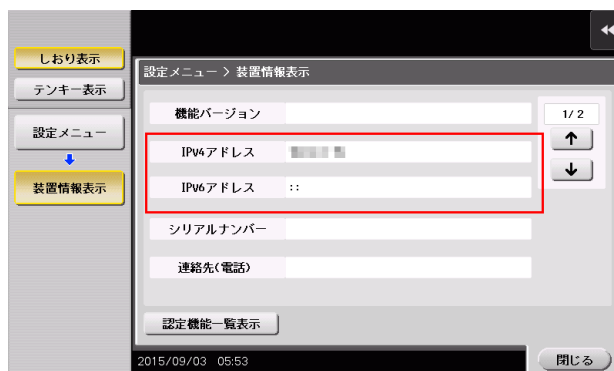 しおり表示
テンキー表示
設定メニュー
装置情報表示
設定メニュー > 装置情報表示
機能バージョン
1/ 2
IPv4アドレス
IPv6アドレス ::
シリアルナンバー
連絡先(電話)
認定機能一覧表示
2015/09/03 05:53
閉じる